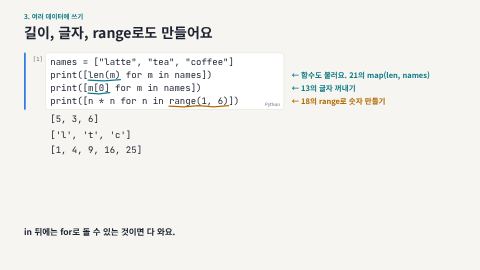 3. 여러 데이터에 쓰기
길이, 글자, range로도 만들어요
[1] names = ["latte", "tea", "coffee"]
print([len(m) for m in names]) ← 함수도 불러요. 21의 map(len, names)
print([m[0] for m in names]) ← 13의 글자 꺼내기
print([n * n for n in range(1, 6)]) ← 18의 range로 숫자 만들기
Python
[5, 3, 6]
['l', 't', 'c']
[1, 4, 9, 16, 25]
in 뒤에는 for로 돌 수 있는 것이면 다 와요.